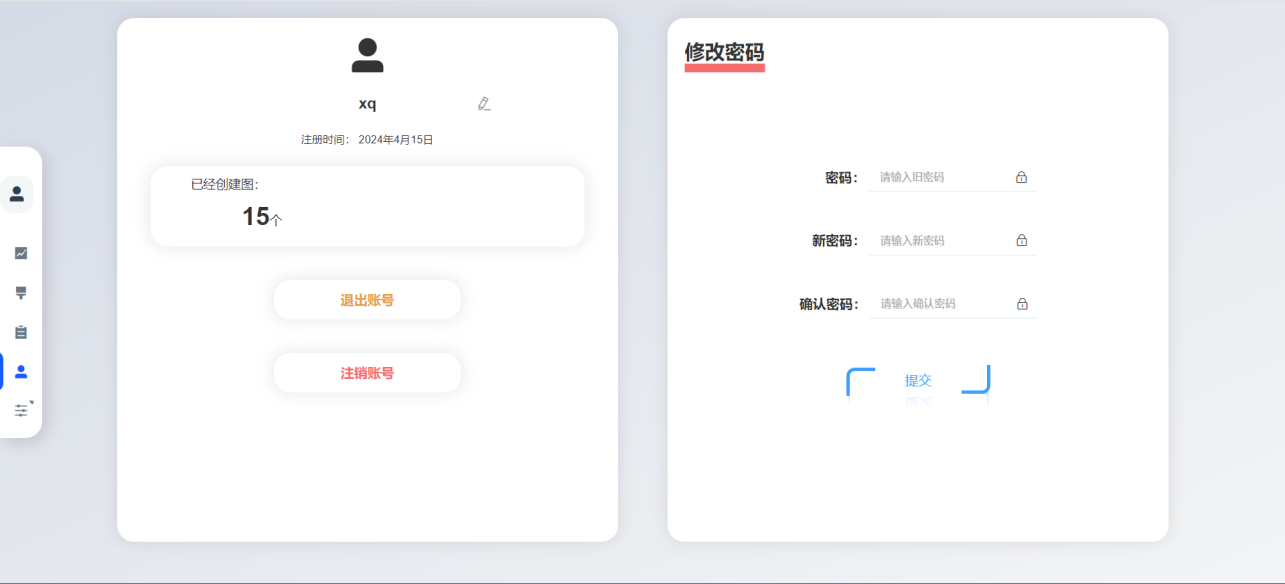 xq
注册时间： 2024年4月15日
已经创建图：
15个
退出账号
注销账号
修改密码
密码： 请输入旧密码
新密码： 请输入新密码
确认密码： 请输入确认密码
提交